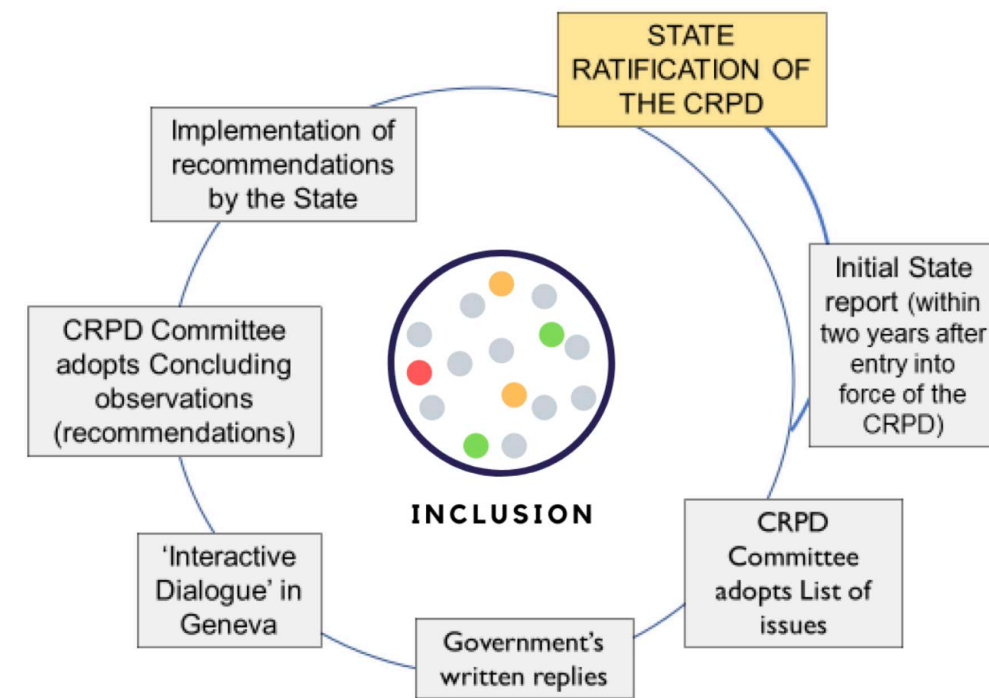 STATE
RATIFICATION OF
THE CRPD
Initial State
report (within
two years after
entry into
force of the
CRPD)
CRPD
Committee
adopts List of
issues
Government’s
written replies
‘Interactive
Dialogue’ in
Geneva
CRPD Committee
adopts Concluding
observations
(recommendations)
Implementation of
recommendations
by the State
INCLUSION